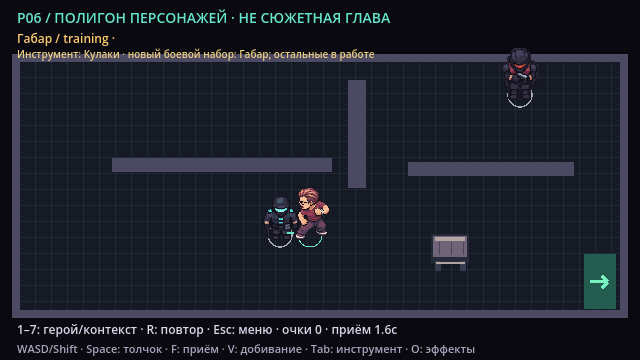 P06 / ПОЛИГОН ПЕРСОНАЖЕЙ · НЕ СЮЖЕТНАЯ ГЛАВА
Габар / training ·
Инструмент: Кулаки · новый боевой набор: Габар; остальные в работе
1–7: герой/контекст · R: повтор · Esc: меню · очки 0 · приём 1.6с
WASD/Shift · Space: толчок · F: приём · V: добивание · Tab: инструмент · O: эффекты